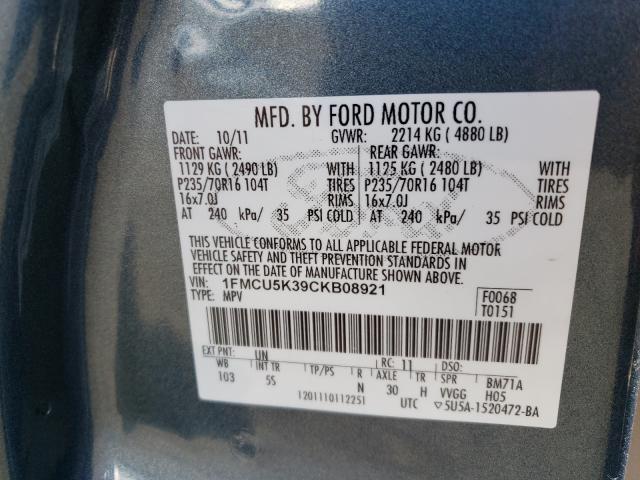 MFD. BY FORD MOTOR CO.
DATE: 10/11 GVWR: 2214 KG ( 4880 LB)
FRONT GAWR: REAR GAWR:
1129 KG ( 2490 LB) WITH 1125 KG ( 2480 LB) WITH
P235/70R16 104T TIRES P235/70R16 104T TIRES
16x7.0J RIMS 16x7.0J RIMS
AT 240 kPa/ 35 PSI COLD AT 240 kPa/ 35 PSI COLD
THIS VEHICLE CONFORMS TO ALL APPLICABLE FEDERAL MOTOR
VEHICLE SAFETY AND THEFT PREVENTION STANDARDS IN
EFFECT ON THE DATE OF MANUFACTURE SHOWN ABOVE.
VIN: 1FMCU5K39CKB08921 F0068
TYPE: MPV T0151
EXT PNT: UN RC: 11 DSO:
WB INT TR TP/PS R AXLE TR SPR BM71A
103 5S N 30 H VVGG H05
1201110112251 UTC ▽5U5A-1520472-BA